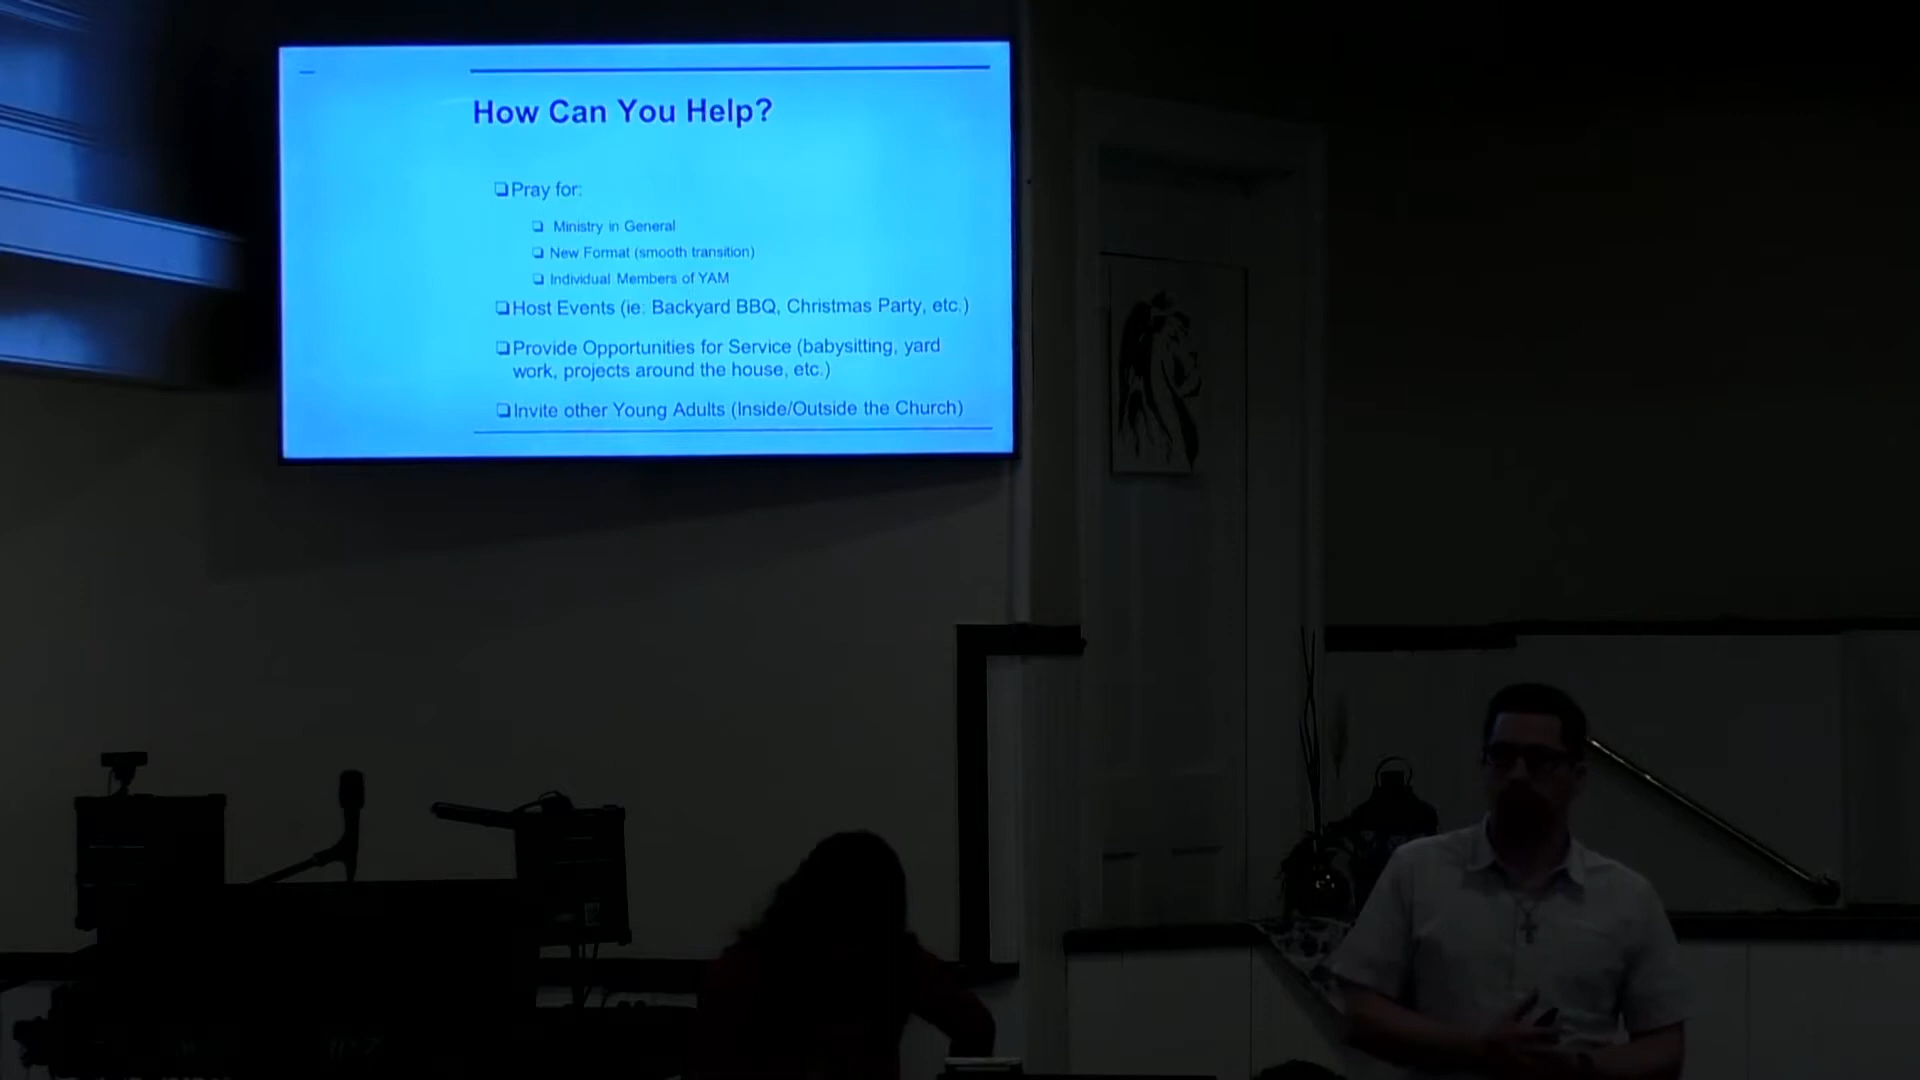 How Can You Help?
Pray for:
Ministry in General
New Format (smooth transition)
Individual Members of YAM
Host Events (ie: Backyard BBQ, Christmas Party, etc.)
Provide Opportunities for Service (babysitting, yard
work, projects around the house, etc.)
Invite other Young Adults (Inside/Outside the Church)